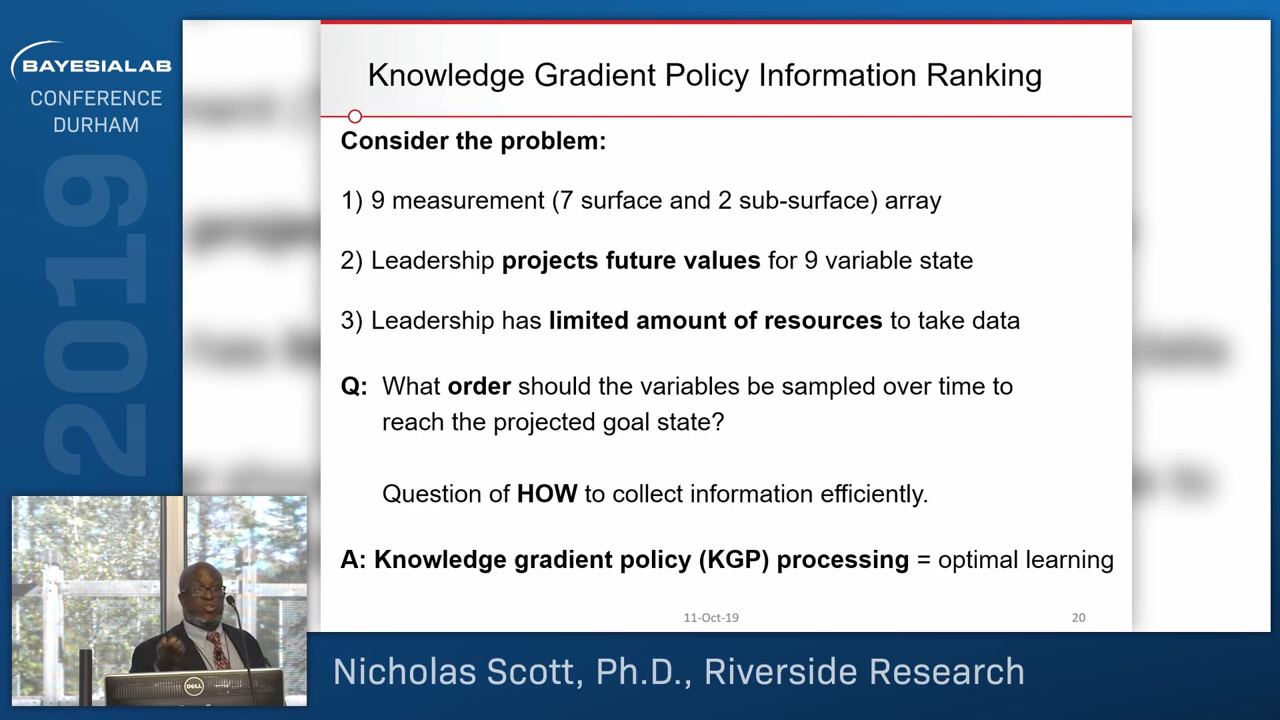 BAYESIALAB
CONFERENCE
DURHAM
2019
Knowledge Gradient Policy Information Ranking
Consider the problem:
1) 9 measurement (7 surface and 2 sub-surface) array
2) Leadership projects future values for 9 variable state
3) Leadership has limited amount of resources to take data
Q: What order should the variables be sampled over time to
reach the projected goal state?
Question of HOW to collect information efficiently.
A: Knowledge gradient policy (KGP) processing = optimal learning
11-Oct-19
20
DELL
Nicholas Scott, Ph.D., Riverside Research